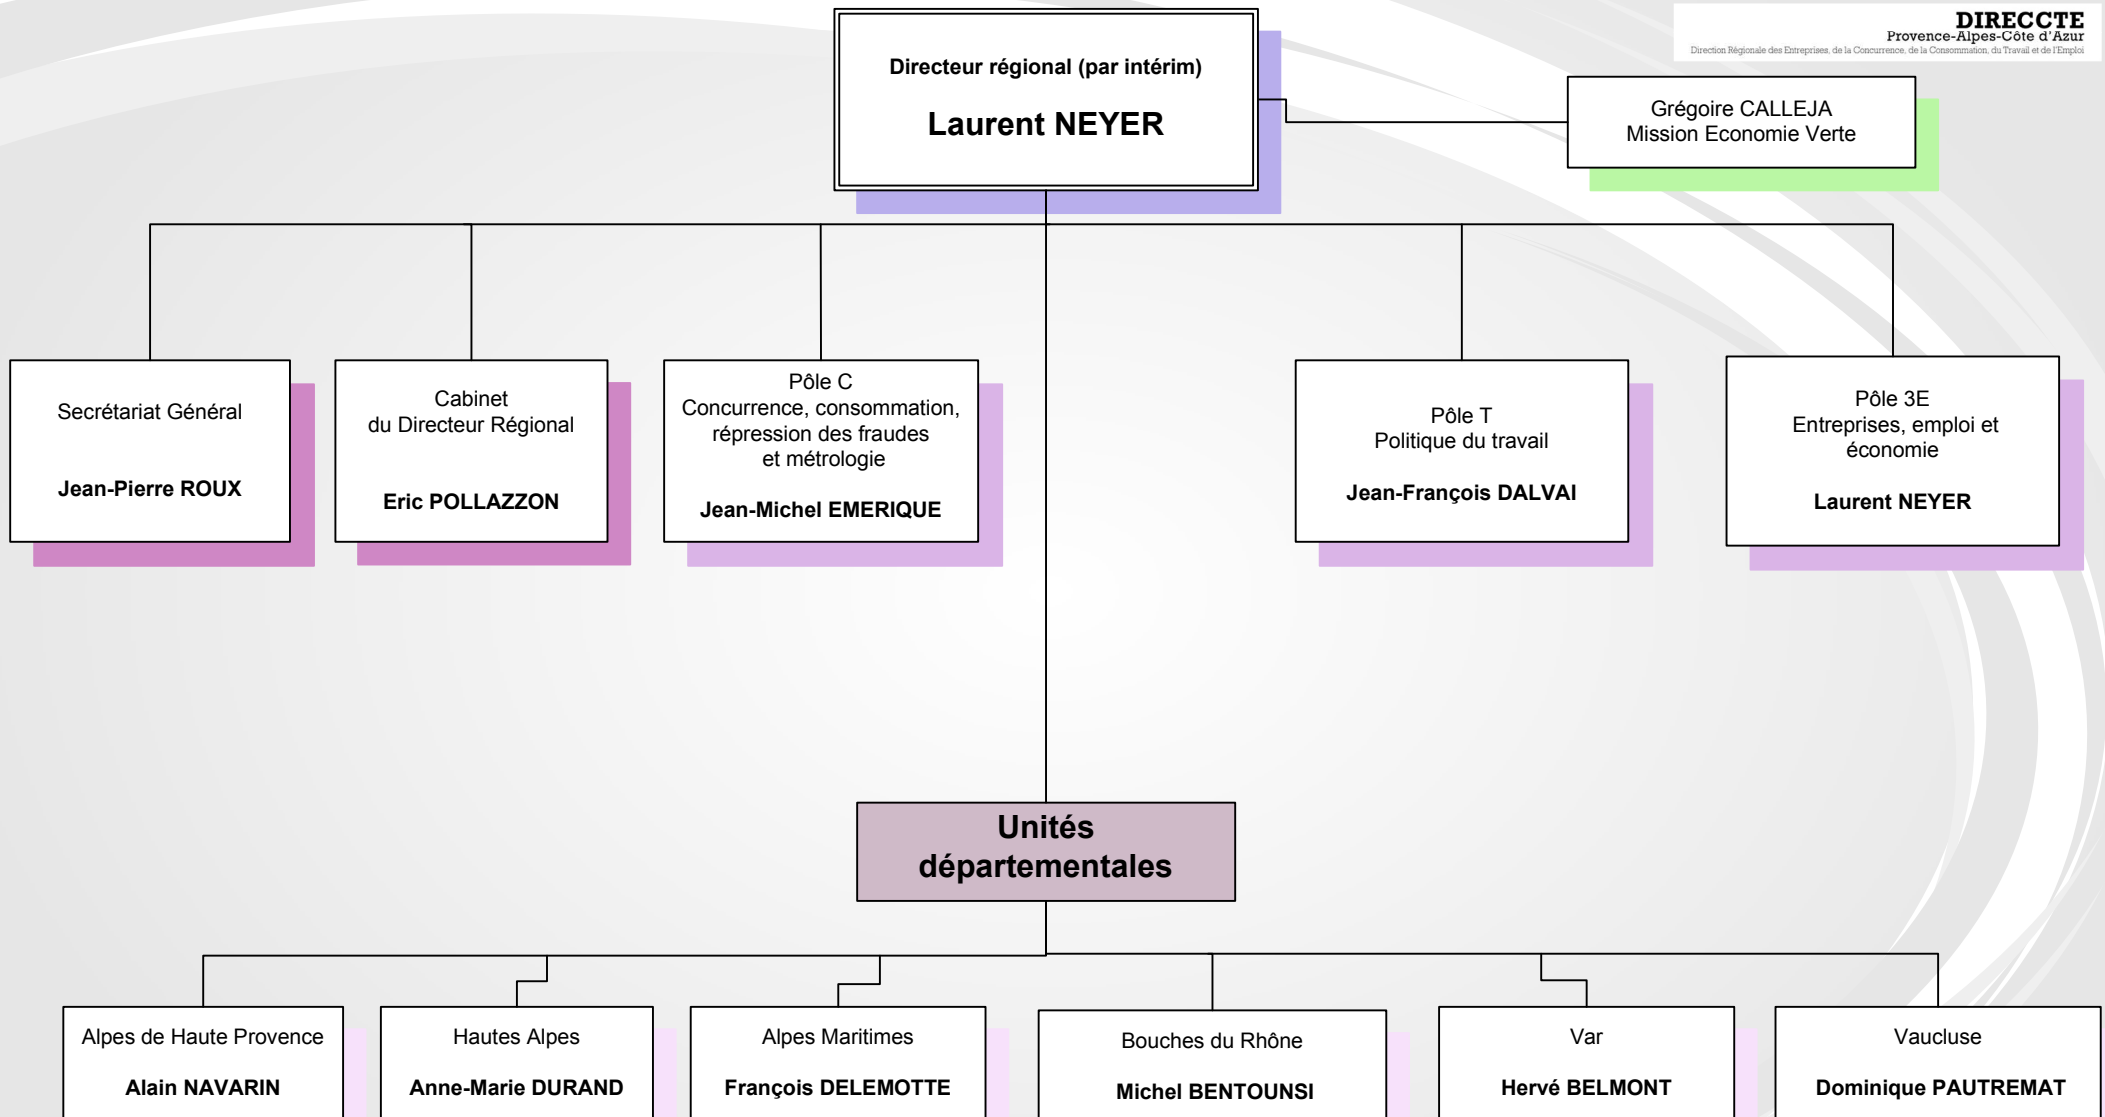 DIRECCTE
Provence-Alpes-Côte d'Azur
Direction Régionale des Entreprises, de la Concurrence, de la Consommation, du Travail et de l'Emploi
Directeur régional (par intérim)
Laurent NEYER
Grégoire CALLEJA
Mission Economie Verte
Secrétariat Général
Jean-Pierre ROUX
Cabinet
du Directeur Régional
Eric POLLAZZON
Pôle C
Concurrence, consommation,
répression des fraudes
et métrologie
Jean-Michel EMERIQUE
Pôle T
Politique du travail
Jean-François DALVAI
Pôle 3E
Entreprises, emploi et
économie
Laurent NEYER
Unités
départementales
Alpes de Haute Provence
Alain NAVARIN
Hautes Alpes
Anne-Marie DURAND
Alpes Maritimes
François DELEMOTTE
Bouches du Rhône
Michel BENTOUNSI
Var
Hervé BELMONT
Vaucluse
Dominique PAUTREMAT